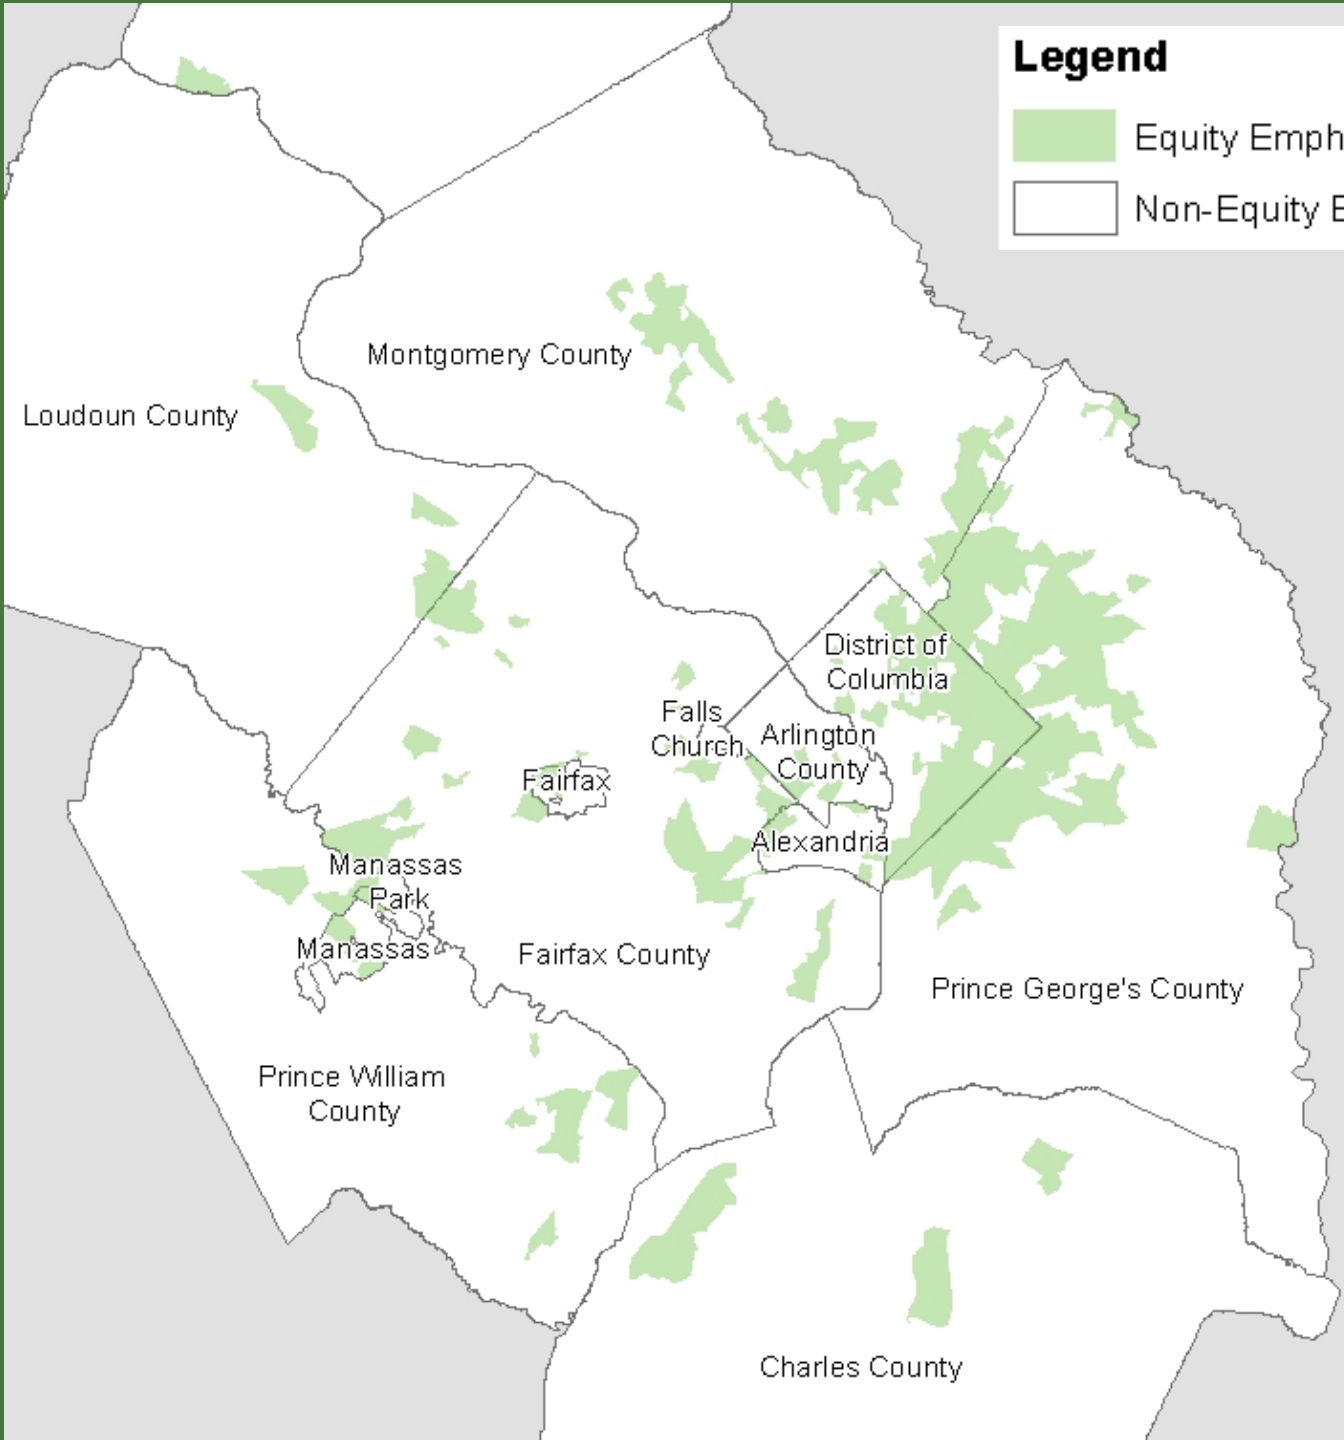 Legend
Equity Emph
Non-Equity E
Montgomery County
Loudoun County
District of
Columbia
Falls
Church
Arlington
County
Fairfax
Alexandria
Manassas
Park
Manassas
Fairfax County
Prince George's County
Prince William
County
Charles County